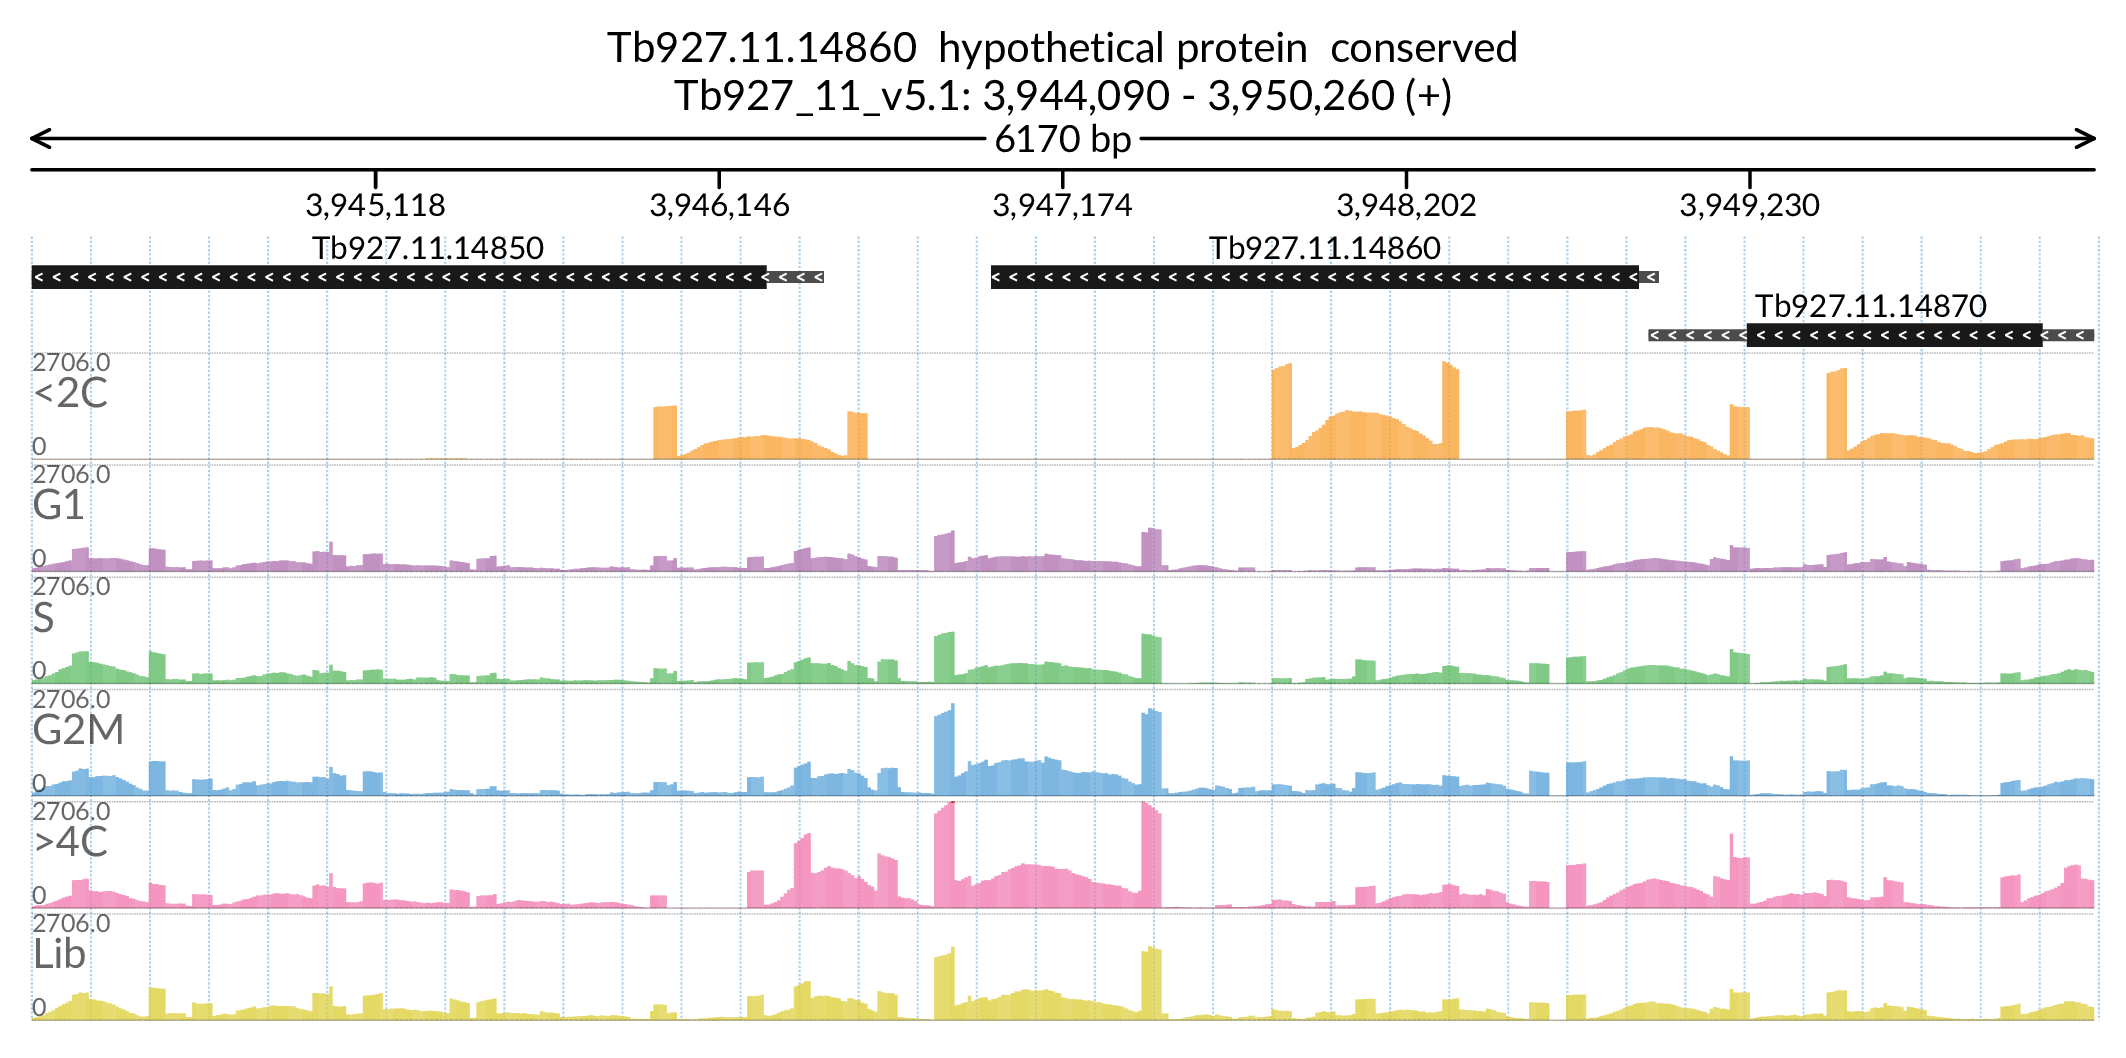 Tb927.11.14860  hypothetical protein  conserved
Tb927_11_v5.1: 3,944,090 - 3,950,260 (+)
6170 bp
3,945,118 3,946,146 3,947,174 3,948,202 3,949,230
Tb927.11.14850 Tb927.11.14860
Tb927.11.14870
2706.0
<2C
0
2706.0
G1
0
2706.0
S
0
2706.0
G2M
0
2706.0
>4C
0
2706.0
Lib
0